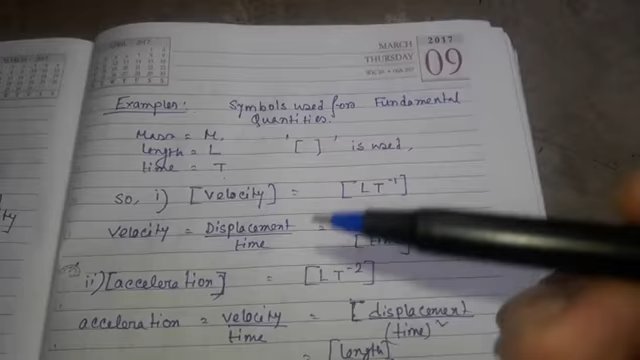 MARCH
THURSDAY
2017
09
Examples: Symbols used for Fundamental
Quantities.
Mass = M.
length = L '[ ]' is used,
time = T
so, i) [velocity] = [LT⁻¹]
velocity = Displacement/time =
ii) [acceleration] = [LT⁻²]
acceleration = velocity/time = [displacement/(time)²
= [length]